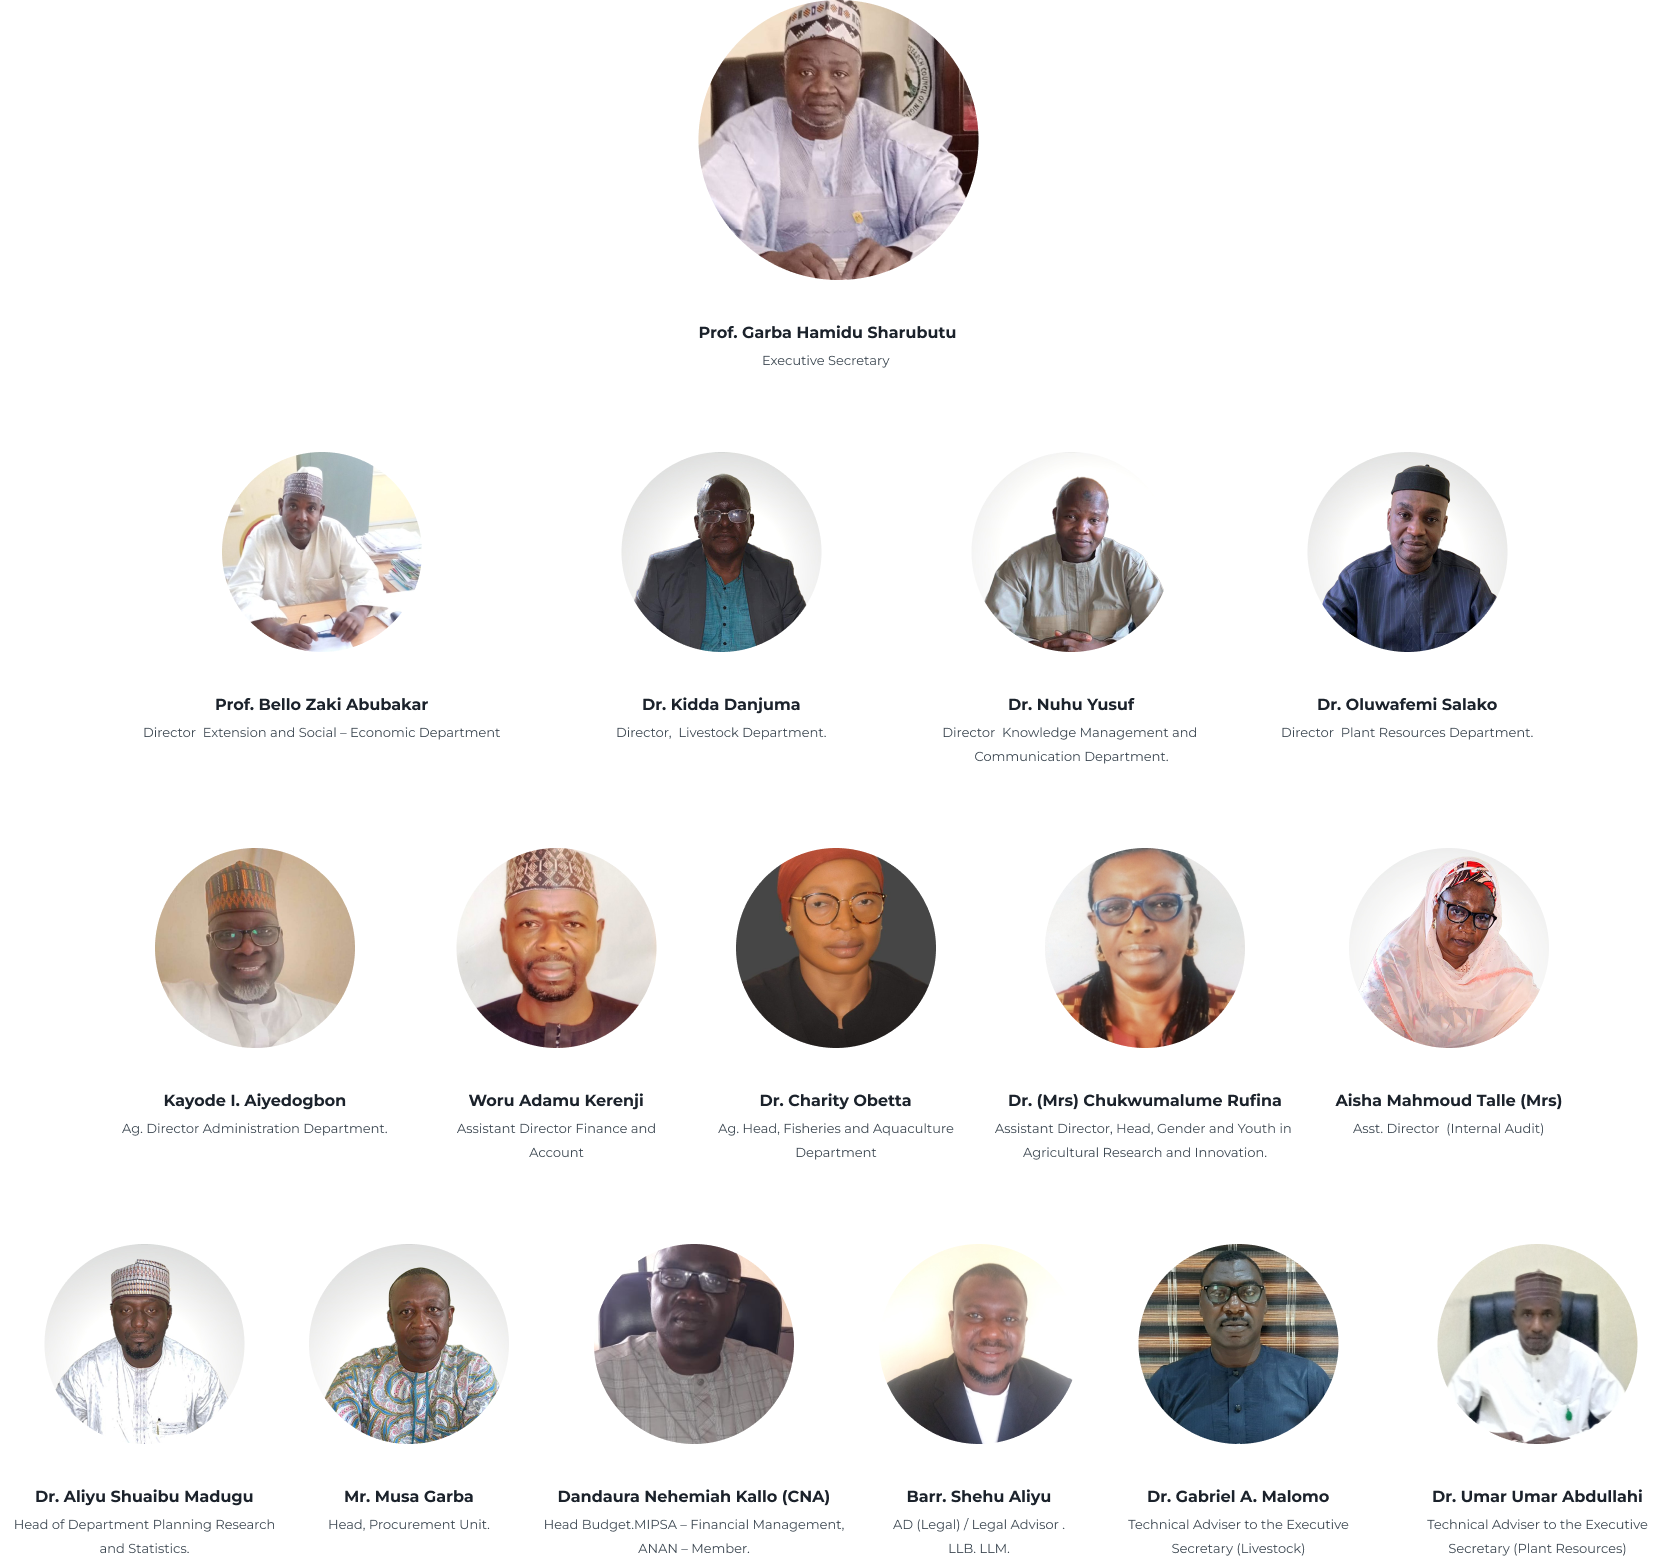 SEARCH COUNCIL OF NIGE
Prof. Garba Hamidu Sharubutu
Executive Secretary
Prof. Bello Zaki Abubakar
Director  Extension and Social – Economic Department
Dr. Kidda Danjuma
Director,  Livestock Department.
Dr. Nuhu Yusuf
Director  Knowledge Management and
Communication Department.
Dr. Oluwafemi Salako
Director  Plant Resources Department.
Kayode I. Aiyedogbon
Ag. Director Administration Department.
Woru Adamu Kerenji
Assistant Director Finance and
Account
Dr. Charity Obetta
Ag. Head, Fisheries and Aquaculture
Department
Dr. (Mrs) Chukwumalume Rufina
Assistant Director, Head, Gender and Youth in
Agricultural Research and Innovation.
Aisha Mahmoud Talle (Mrs)
Asst. Director  (Internal Audit)
Dr. Aliyu Shuaibu Madugu
Head of Department Planning Research
and Statistics.
Mr. Musa Garba
Head, Procurement Unit.
Dandaura Nehemiah Kallo (CNA)
Head Budget.MIPSA – Financial Management,
ANAN – Member.
Barr. Shehu Aliyu
AD (Legal) / Legal Advisor .
LLB. LLM.
Dr. Gabriel A. Malomo
Technical Adviser to the Executive
Secretary (Livestock)
Dr. Umar Umar Abdullahi
Technical Adviser to the Executive
Secretary (Plant Resources)